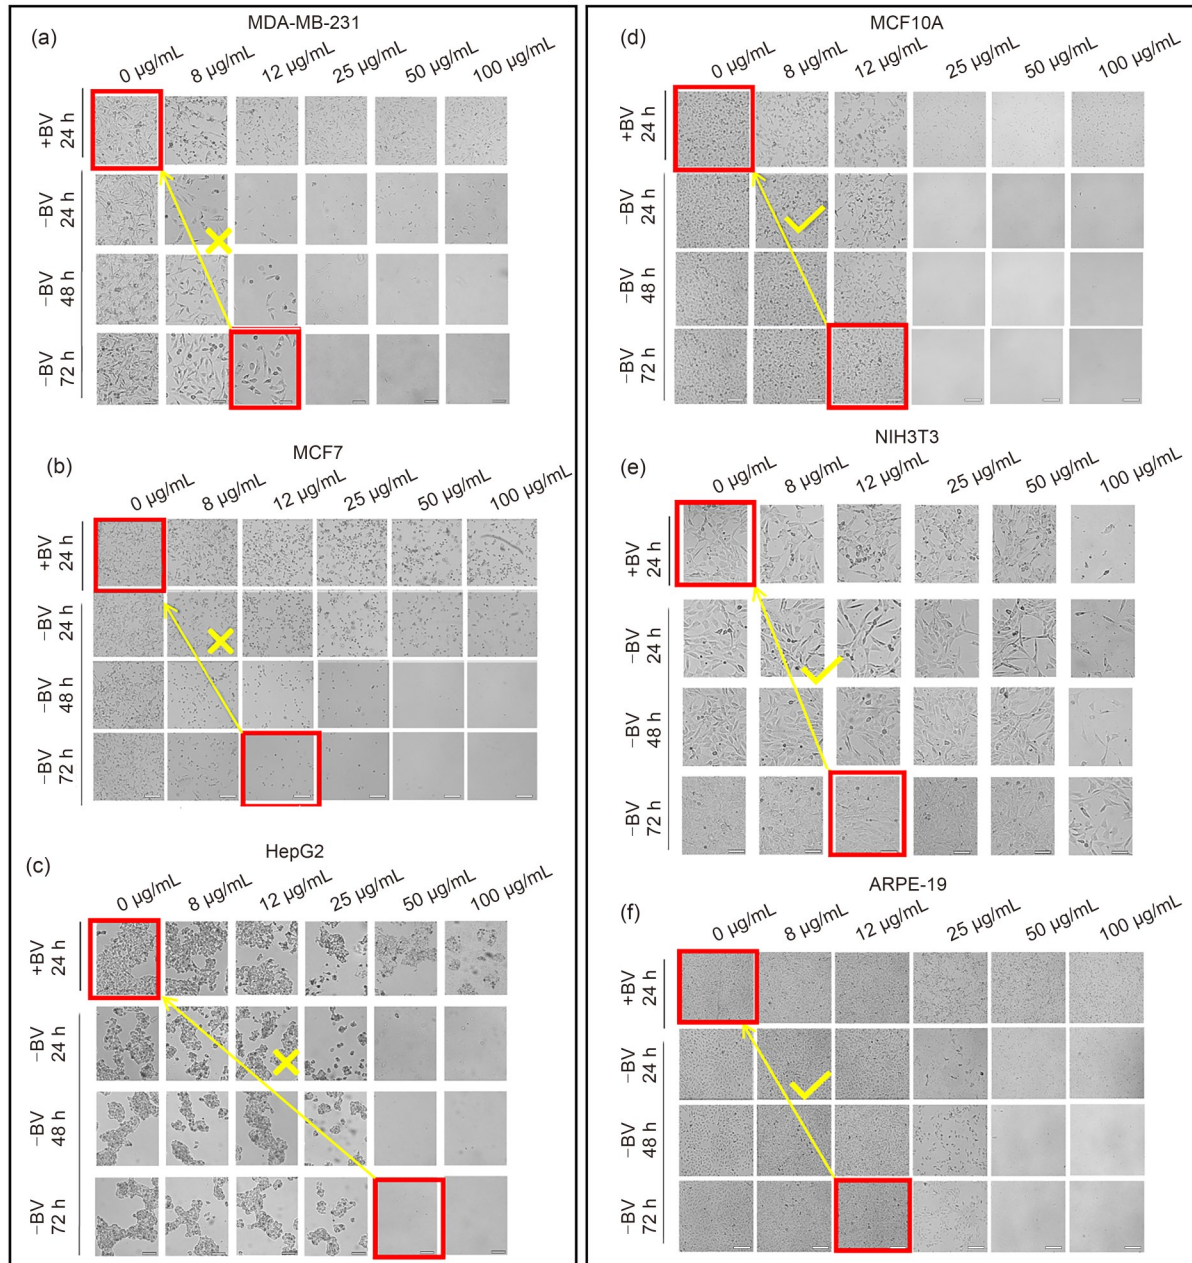 (a)
MDA-MB-231
0 µg/mL 8 µg/mL 12 µg/mL 25 µg/mL 50 µg/mL 100 µg/mL
+BV 24 h
−BV 24 h
−BV 48 h
−BV 72 h
(b)
MCF7
0 µg/mL 8 µg/mL 12 µg/mL 25 µg/mL 50 µg/mL 100 µg/mL
+BV 24 h
−BV 24 h
−BV 48 h
−BV 72 h
(c)
HepG2
0 µg/mL 8 µg/mL 12 µg/mL 25 µg/mL 50 µg/mL 100 µg/mL
+BV 24 h
−BV 24 h
−BV 48 h
−BV 72 h
(d)
MCF10A
0 µg/mL 8 µg/mL 12 µg/mL 25 µg/mL 50 µg/mL 100 µg/mL
+BV 24 h
−BV 24 h
−BV 48 h
−BV 72 h
(e)
NIH3T3
0 µg/mL 8 µg/mL 12 µg/mL 25 µg/mL 50 µg/mL 100 µg/mL
+BV 24 h
−BV 24 h
−BV 48 h
−BV 72 h
(f)
ARPE-19
0 µg/mL 8 µg/mL 12 µg/mL 25 µg/mL 50 µg/mL 100 µg/mL
+BV 24 h
−BV 24 h
−BV 48 h
−BV 72 h